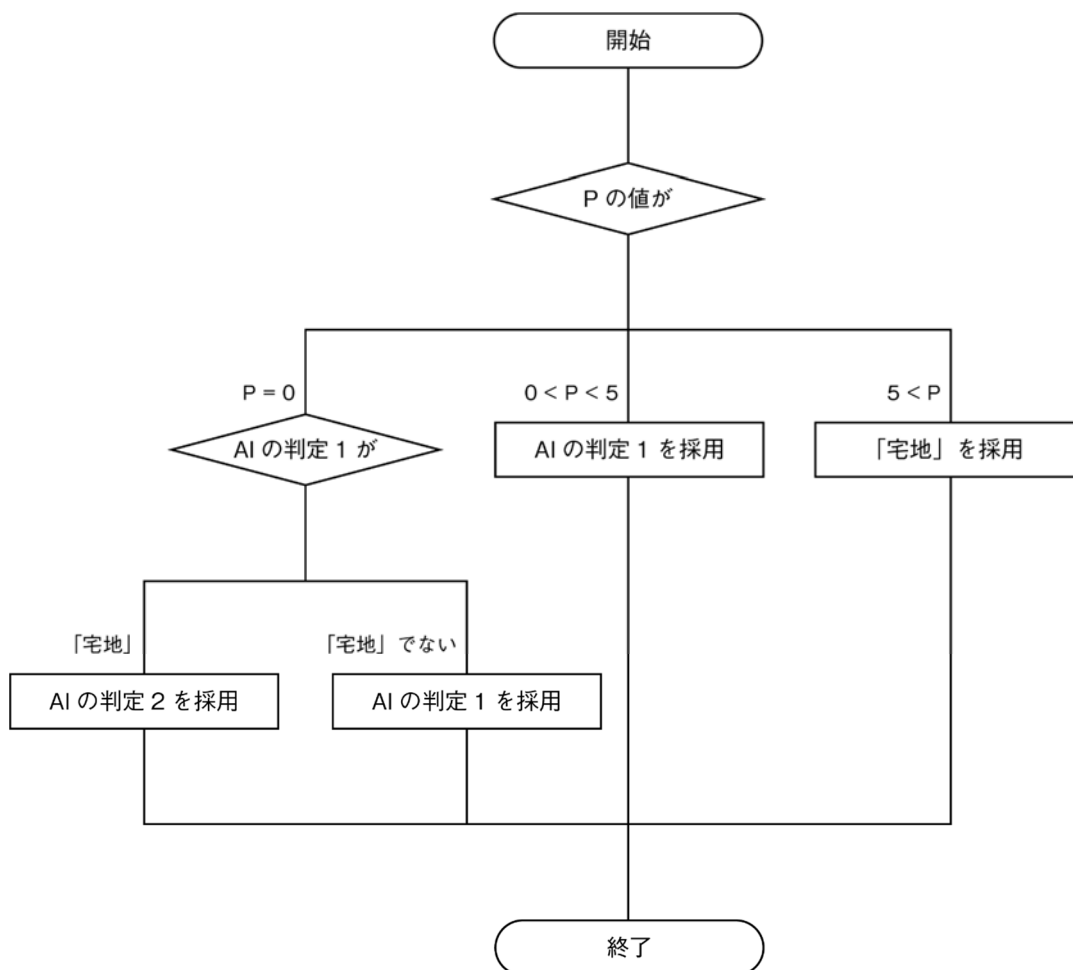 開始
P の値が
P = 0
0 < P < 5
5 < P
AI の判定 1 が
AI の判定 1 を採用
「宅地」を採用
「宅地」
「宅地」でない
AI の判定 2 を採用
AI の判定 1 を採用
終了